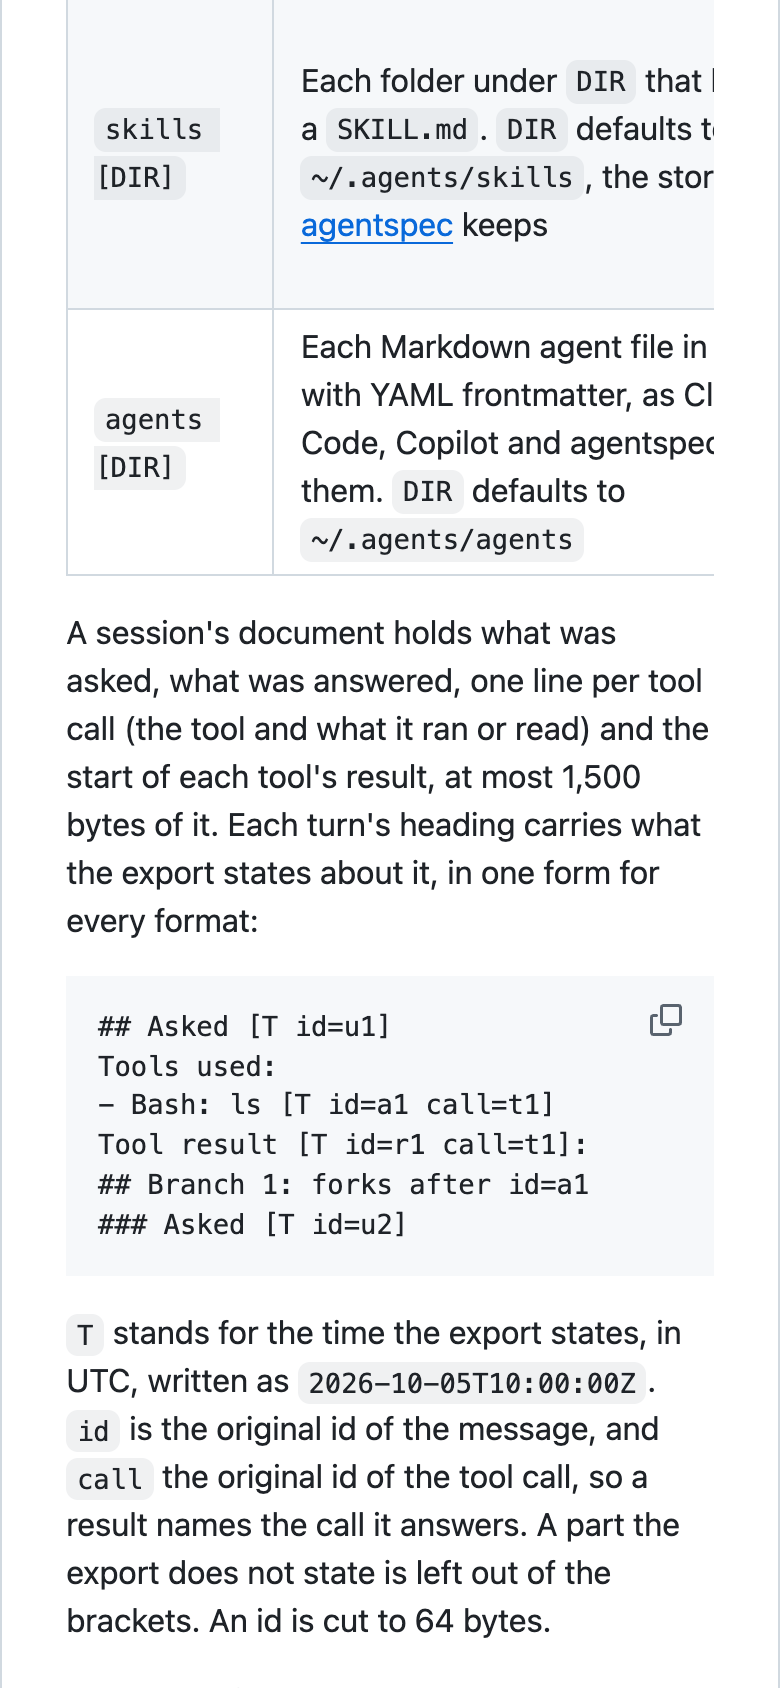 skills
[DIR]
Each folder under DIR that
a SKILL.md . DIR defaults
~/.agents/skills , the
agentspec keeps
agents
[DIR]
Each Markdown agent file in
with YAML frontmatter, as
Code, Copilot and
them. DIR defaults to
~/.agents/agents
A session's document holds what was
asked, what was answered, one line per tool
call (the tool and what it ran or read) and the
start of each tool's result, at most 1,500
bytes of it. Each turn's heading carries what
the export states about it, in one form for
every format:
## Asked [T id=u1]
Tools used:
- Bash: ls [T id=a1 call=t1]
Tool result [T id=r1 call=t1]:
## Branch 1: forks after id=a1
### Asked [T id=u2]
T stands for the time the export states, in
UTC, written as 2026-10-05T10:00:00Z .
id is the original id of the message, and
call the original id of the tool call, so a
result names the call it answers. A part the
export does not state is left out of the
brackets. An id is cut to 64 bytes.